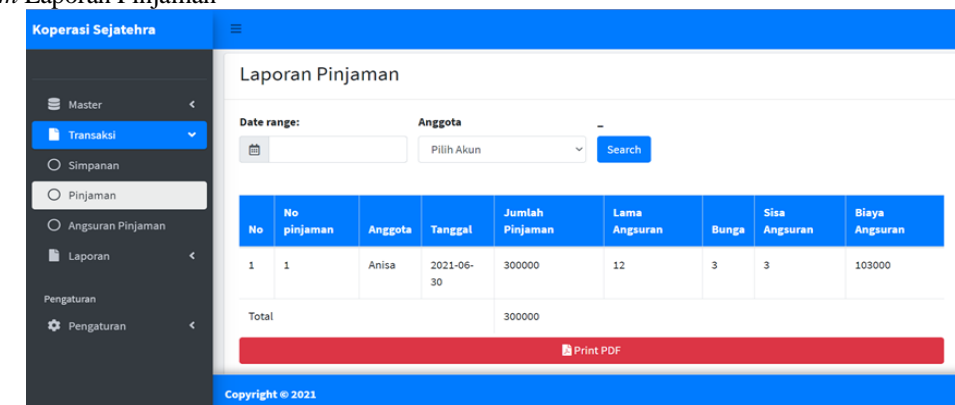 Laporan Pinjaman
Koperasi Sejatehra
Master
Transaksi
Simpanan
Pinjaman
Angsuran Pinjaman
Laporan
Pengaturan
Pengaturan
Laporan Pinjaman
Date range: Anggota _
Pilih Akun Search
No No pinjaman Anggota Tanggal Jumlah Pinjaman Lama Angsuran Bunga Sisa Angsuran Biaya Angsuran
1 1 Anisa 2021-06-30 300000 12 3 3 103000
Total 300000
Print PDF
Copyright © 2021